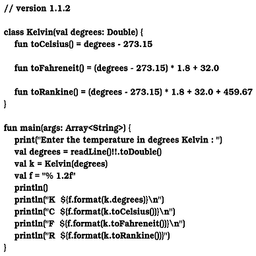 // version 1.1.2
class Kelvin(val degrees: Double) {
fun toCelsius() = degrees - 273.15
fun toFahreneit() = (degrees - 273.15) * 1.8 + 32.0
fun toRankine() = (degrees - 273.15) * 1.8 + 32.0 + 459.67
}
fun main(args: Array<String>) {
print("Enter the temperature in degrees Kelvin : ")
val degrees = readLine()!!.toDouble()
val k = Kelvin(degrees)
val f = "% 1.2f"
println()
println("K ${f.format(k.degrees)}\n")
println("C ${f.format(k.toCelsius())}\n")
println("F ${f.format(k.toFahreneit())}\n")
println("R ${f.format(k.toRankine())}")
}